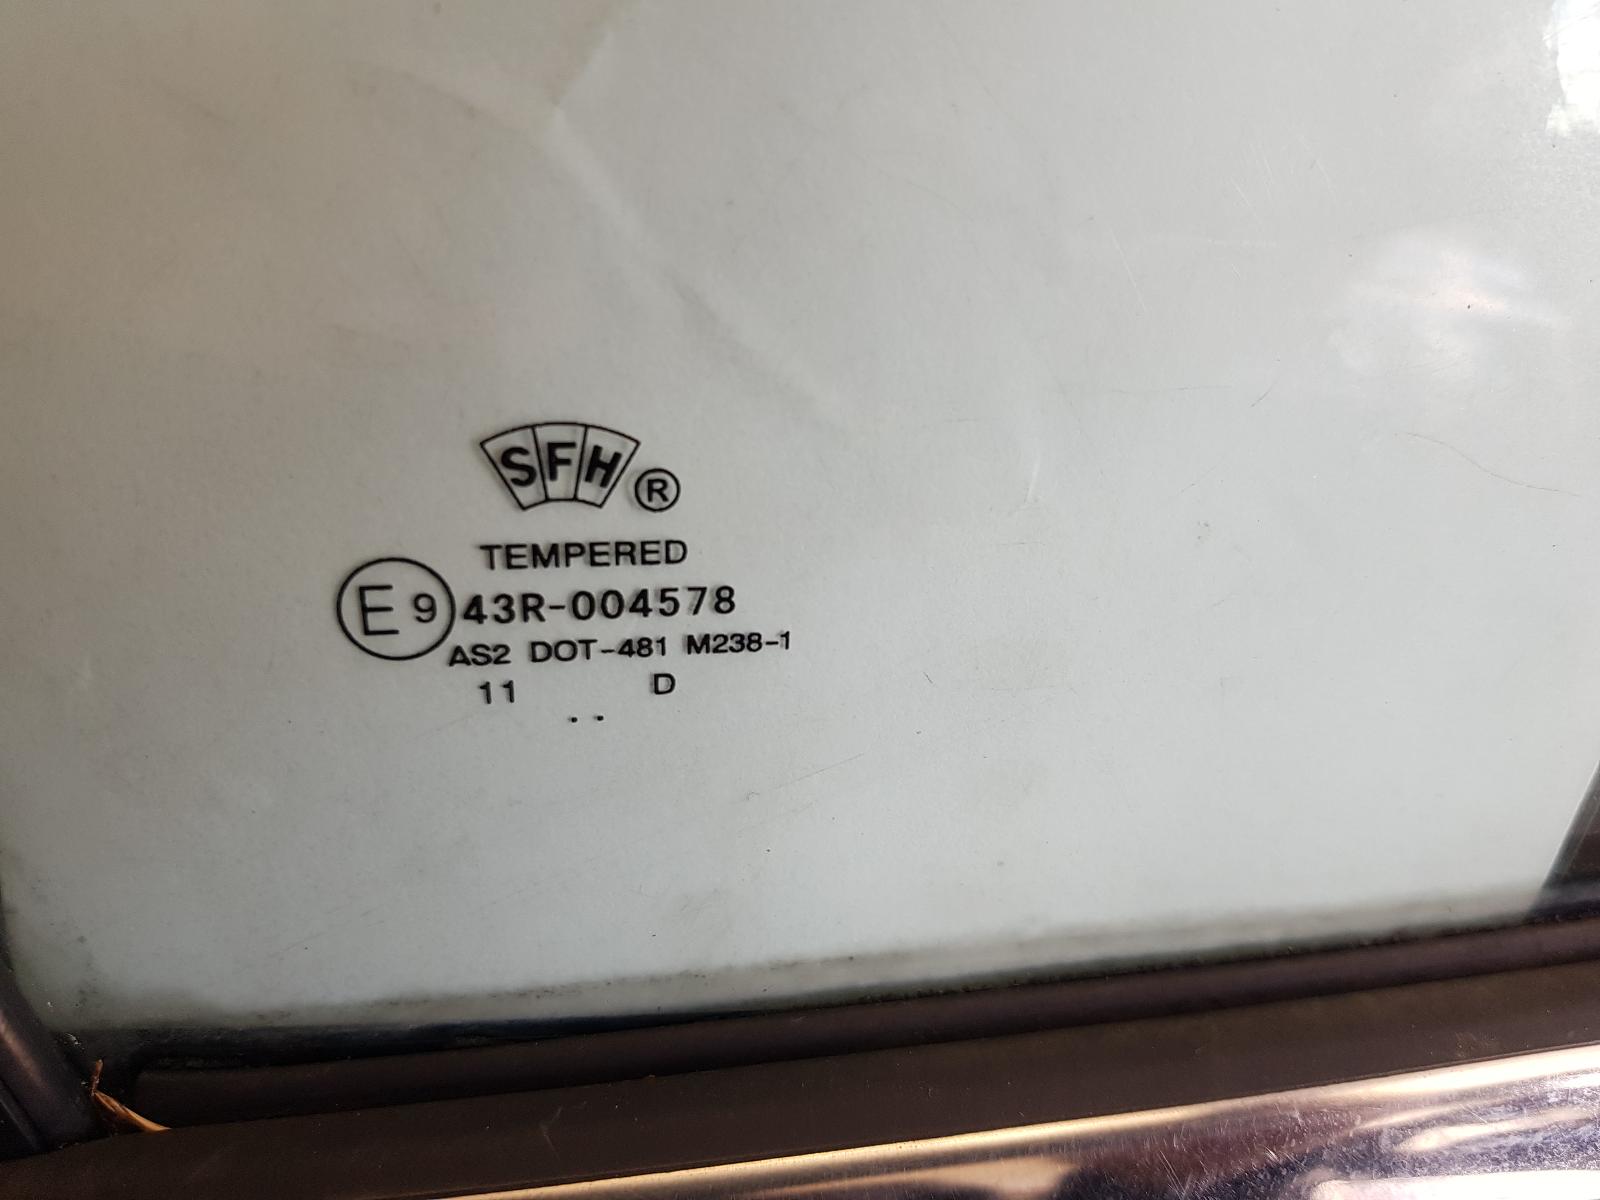 SFH ®
TEMPERED
E 9 43R-004578
AS2 DOT-481 M238-1
11 D
. .